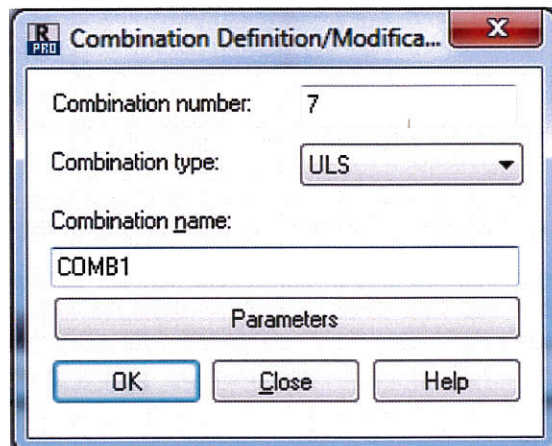 R
PRO
Combination Definition/Modifica...
Combination number: 7
Combination type: ULS
Combination name:
COMB1
Parameters
OK Close Help